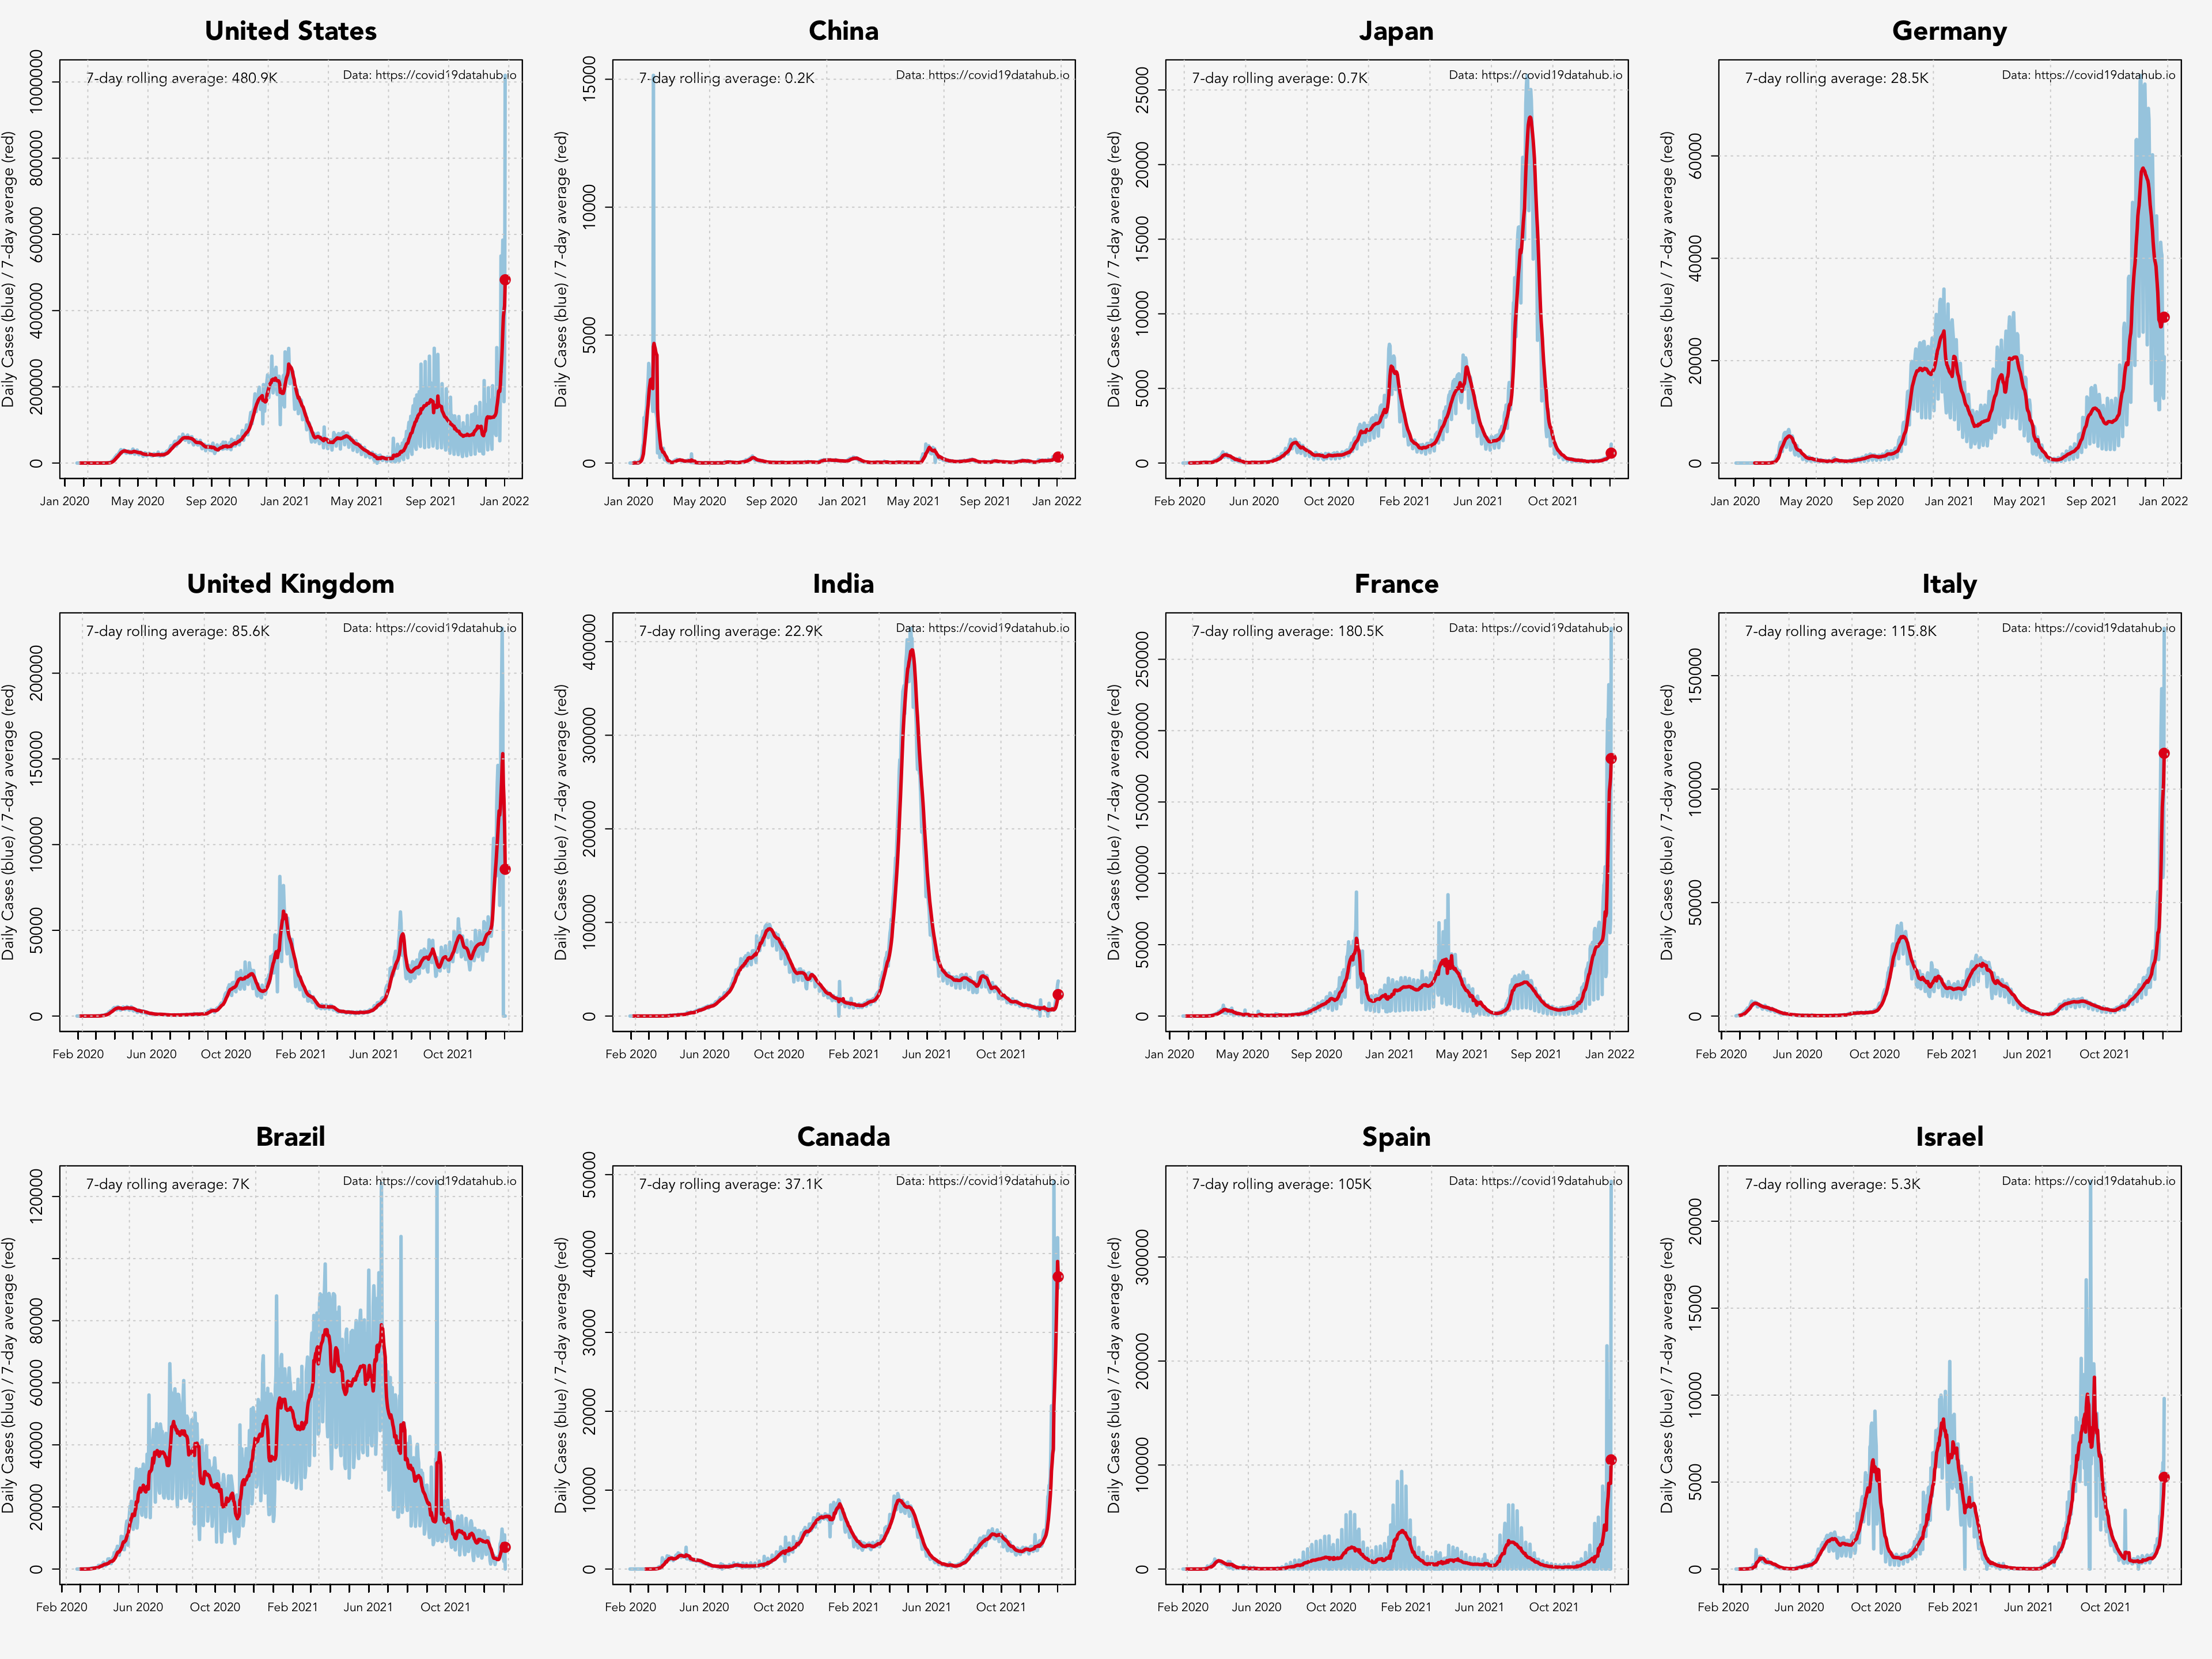 United States
7-day rolling average: 480.9K
Data: https://covid19datahub.io
Daily Cases (blue) / 7-day average (red)
1000000
800000
600000
400000
200000
0
Jan 2020 May 2020 Sep 2020 Jan 2021 May 2021 Sep 2021 Jan 2022
China
7-day rolling average: 0.2K
Data: https://covid19datahub.io
Daily Cases (blue) / 7-day average (red)
15000
10000
5000
0
Jan 2020 May 2020 Sep 2020 Jan 2021 May 2021 Sep 2021 Jan 2022
Japan
7-day rolling average: 0.7K
Data: https://covid19datahub.io
Daily Cases (blue) / 7-day average (red)
25000
20000
15000
10000
5000
0
Feb 2020 Jun 2020 Oct 2020 Feb 2021 Jun 2021 Oct 2021
Germany
7-day rolling average: 28.5K
Data: https://covid19datahub.io
Daily Cases (blue) / 7-day average (red)
60000
40000
20000
0
Jan 2020 May 2020 Sep 2020 Jan 2021 May 2021 Sep 2021 Jan 2022
United Kingdom
7-day rolling average: 85.6K
Data: https://covid19datahub.io
Daily Cases (blue) / 7-day average (red)
200000
150000
100000
50000
0
Feb 2020 Jun 2020 Oct 2020 Feb 2021 Jun 2021 Oct 2021
India
7-day rolling average: 22.9K
Data: https://covid19datahub.io
Daily Cases (blue) / 7-day average (red)
400000
300000
200000
100000
0
Feb 2020 Jun 2020 Oct 2020 Feb 2021 Jun 2021 Oct 2021
France
7-day rolling average: 180.5K
Data: https://covid19datahub.io
Daily Cases (blue) / 7-day average (red)
250000
200000
150000
100000
50000
0
Jan 2020 May 2020 Sep 2020 Jan 2021 May 2021 Sep 2021 Jan 2022
Italy
7-day rolling average: 115.8K
Data: https://covid19datahub.io
Daily Cases (blue) / 7-day average (red)
150000
100000
50000
0
Feb 2020 Jun 2020 Oct 2020 Feb 2021 Jun 2021 Oct 2021
Brazil
7-day rolling average: 7K
Data: https://covid19datahub.io
Daily Cases (blue) / 7-day average (red)
120000
80000
60000
40000
20000
0
Feb 2020 Jun 2020 Oct 2020 Feb 2021 Jun 2021 Oct 2021
Canada
7-day rolling average: 37.1K
Data: https://covid19datahub.io
Daily Cases (blue) / 7-day average (red)
50000
40000
30000
20000
10000
0
Feb 2020 Jun 2020 Oct 2020 Feb 2021 Jun 2021 Oct 2021
Spain
7-day rolling average: 105K
Data: https://covid19datahub.io
Daily Cases (blue) / 7-day average (red)
300000
200000
100000
0
Feb 2020 Jun 2020 Oct 2020 Feb 2021 Jun 2021 Oct 2021
Israel
7-day rolling average: 5.3K
Data: https://covid19datahub.io
Daily Cases (blue) / 7-day average (red)
20000
15000
10000
5000
0
Feb 2020 Jun 2020 Oct 2020 Feb 2021 Jun 2021 Oct 2021